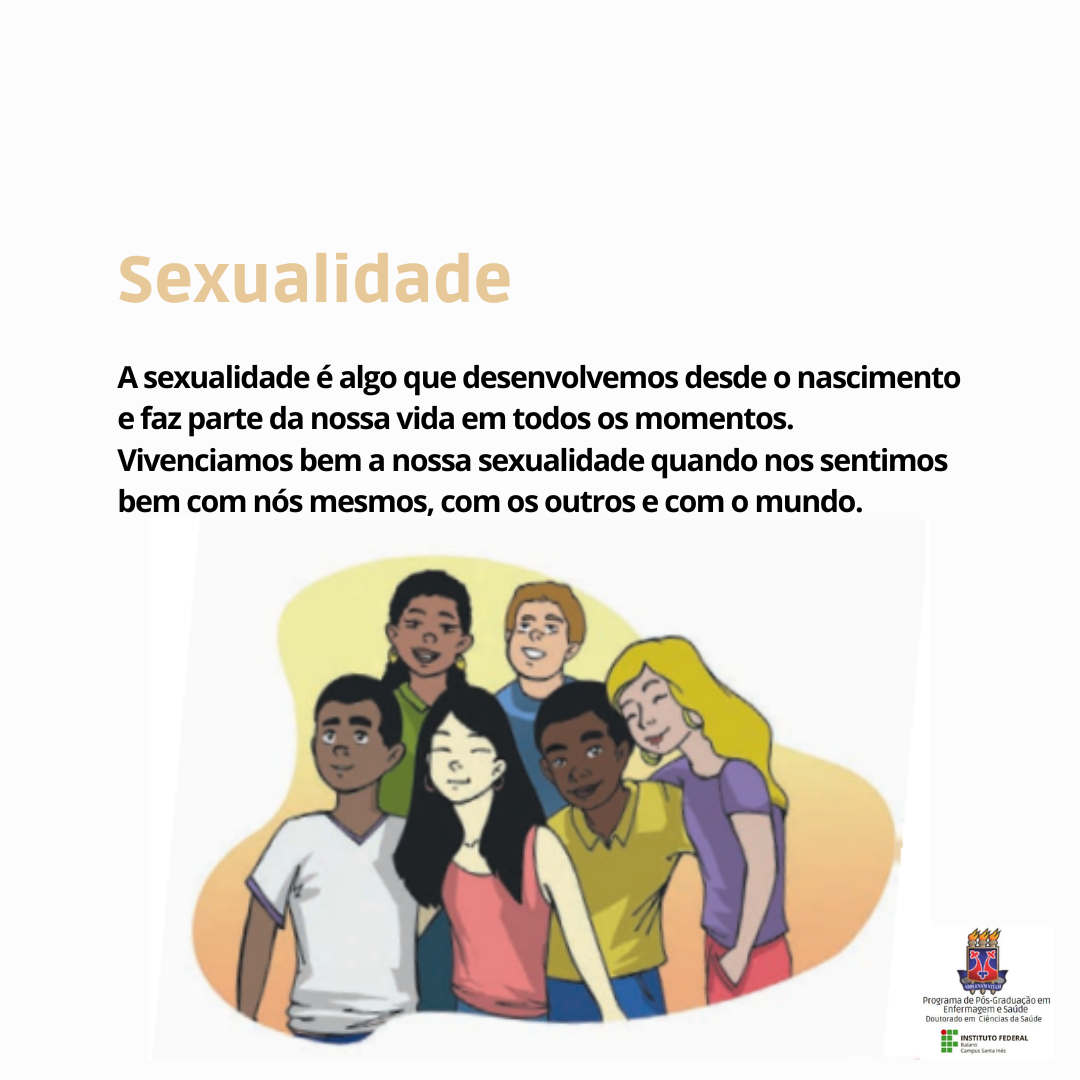 Sexualidade
A sexualidade é algo que desenvolvemos desde o nascimento
e faz parte da nossa vida em todos os momentos.
Vivenciamos bem a nossa sexualidade quando nos sentimos
bem com nós mesmos, com os outros e com o mundo.
Programa de Pós-Graduação em
Enfermagem e Saúde
Doutorado em Ciências da Saúde
INSTITUTO FEDERAL
Baiano
Campus Santa Inês